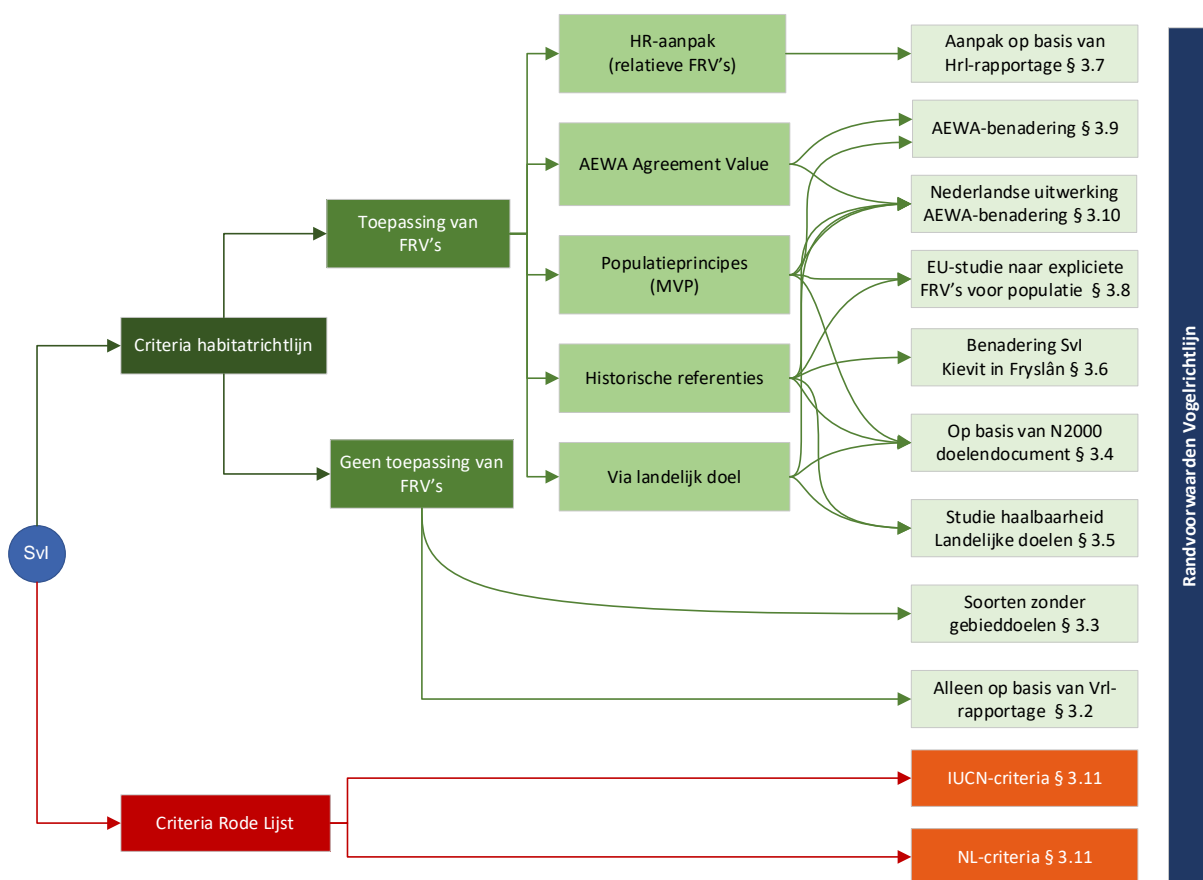 HR-aanpak
(relatieve FRV's)
Aanpak op basis van
Hrl-rapportage § 3.7
AEWA-benadering § 3.9
AEWA Agreement Value
Nederlandse uitwerking
AEWA-benadering § 3.10
Toepassing van
FRV's
Populatieprincipes
(MVP)
EU-studie naar expliciete
FRV's voor populatie § 3.8
Criteria habitatrichtlijn
Benadering SvI
Kievit in Fryslân § 3.6
Historische referenties
Op basis van N2000
doelendocument § 3.4
Geen toepassing van
FRV's
Via landelijk doel
Studie haalbaarheid
Landelijke doelen § 3.5
SvI
Soorten zonder
gebieddoelen § 3.3
Alleen op basis van Vrl-
rapportage § 3.2
IUCN-criteria § 3.11
Criteria Rode Lijst
NL-criteria § 3.11
Randvoorwaarden Vogelrichtlijn